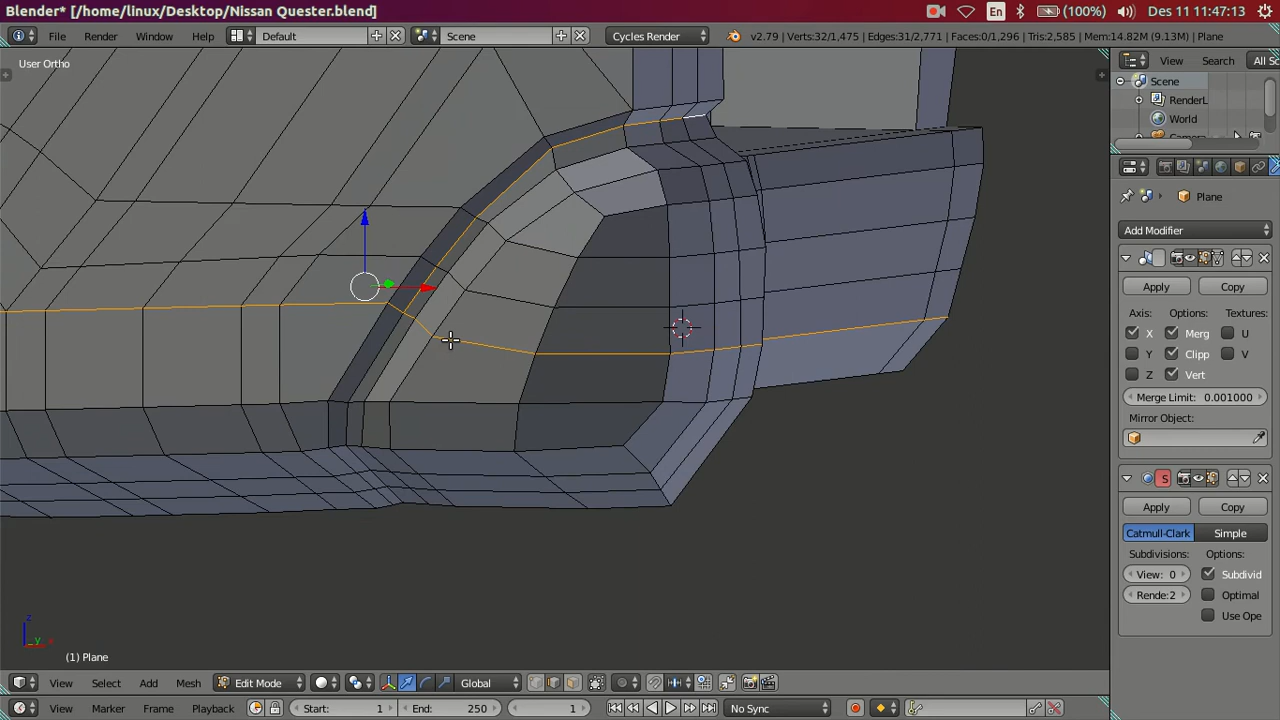 Blender* [/home/linux/Desktop/Nissan Quester.blend]
En
(100%)
Des 11 11:47:13
File
Render
Window
Help
Default
Scene
Cycles Render
v2.79 | Verts:32/1,475 | Edges:31/2,771 | Faces:0/1,296 | Tris:2,585 | Mem:14.82M (9.13M) | Plane
User Ortho
View
Search
All Sc
Scene
RenderL
World
Plane
Add Modifier
Apply
Copy
Axis:
Options:
Textures:
X
Merg
U
Y
Clipp
V
Z
Vert
Merge Limit:
0.001000
Mirror Object:
S
Apply
Copy
Catmull-Clark
Simple
Subdivisions:
Options:
View: 0
Subdivid
Rende:2
Optimal
Use Ope
z
y
x
(1) Plane
View
Select
Add
Mesh
Edit Mode
Global
View
Marker
Frame
Playback
Start:
1
End:
250
1
No Sync